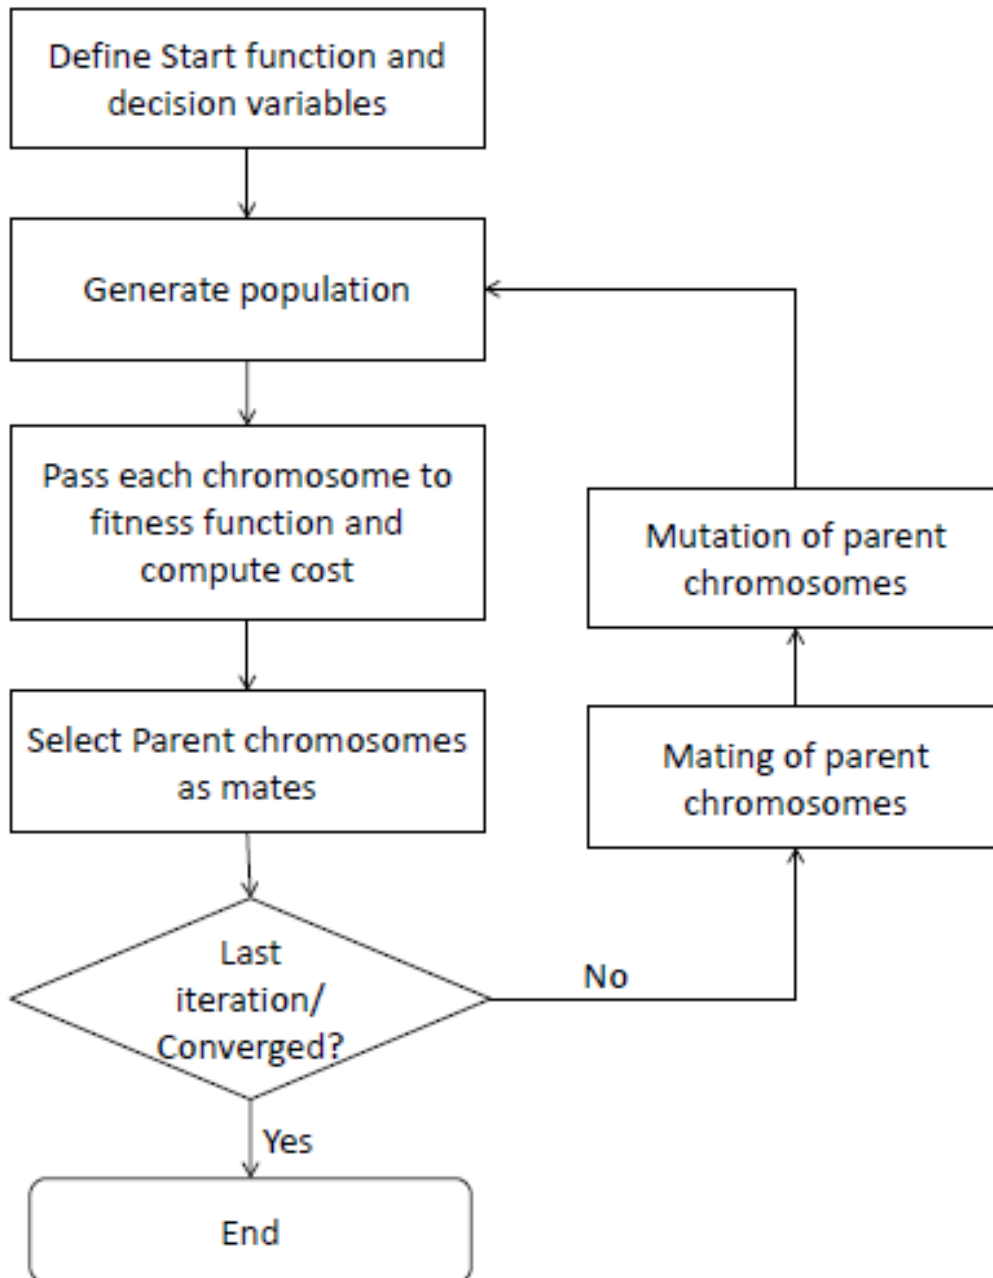 Define Start function and
decision variables
Generate population
Pass each chromosome to
fitness function and
compute cost
Select Parent chromosomes
as mates
Last
iteration/
Converged?
No
Mating of parent
chromosomes
Mutation of parent
chromosomes
Yes
End